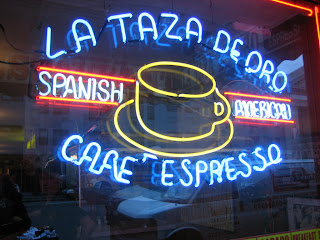 LA TAZA DE ORO
SPANISH AMERICAN
CAFE ESPRESSO